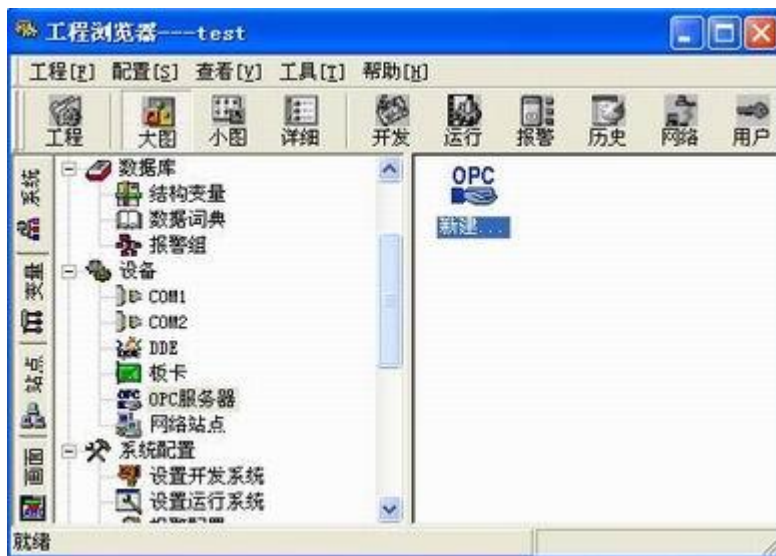 工程浏览器---test
工程[F] 配置[S] 查看[V] 工具[T] 帮助[H]
工程 大图 小图 详细 开发 运行 报警 历史 网络 用户
系统
变量
站点
画面
数据库
结构变量
数据词典
报警组
设备
COM1
COM2
DDE
板卡
OPC服务器
网络站点
系统配置
设置开发系统
设置运行系统
OPC
新建...
就绪